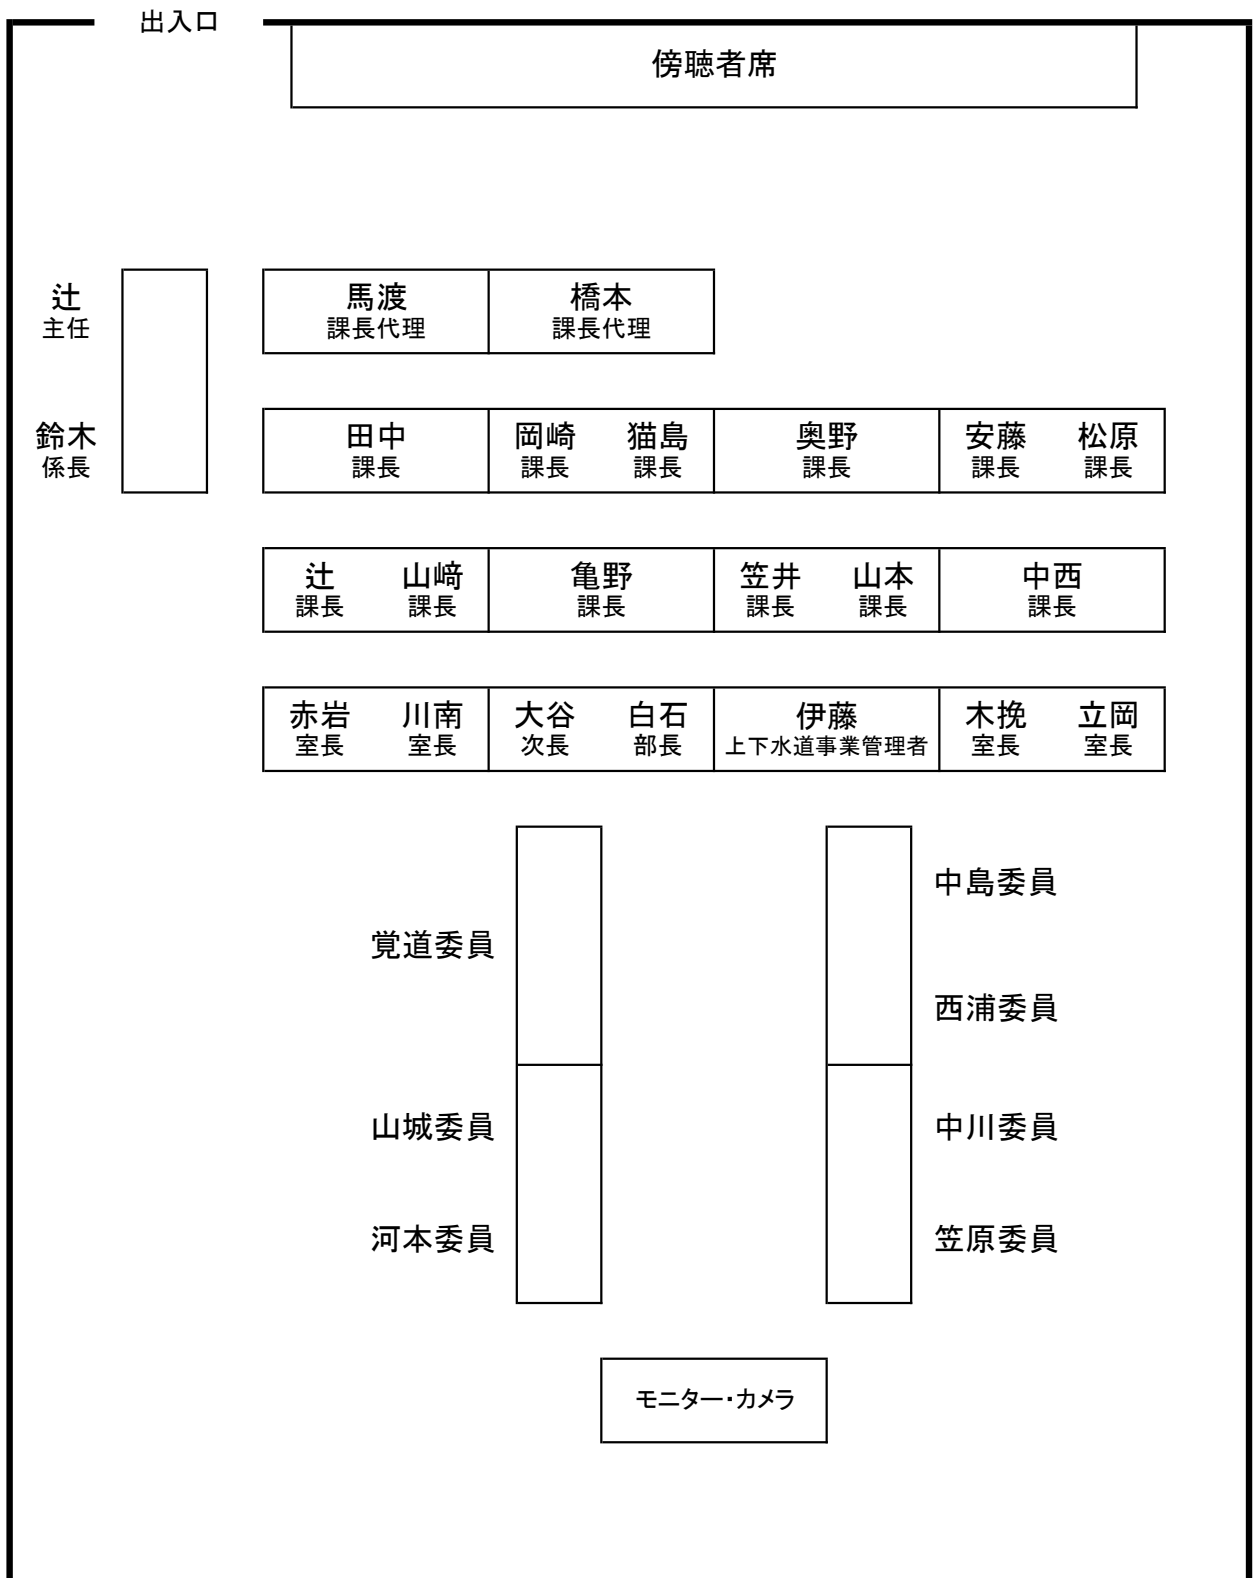 出入口
傍聴者席
辻 馬渡 橋本
主任 課長代理 課長代理
鈴木 田中 岡崎 猫島 奥野 安藤 松原
係長 課長 課長 課長 課長 課長 課長
辻 山﨑 亀野 笠井 山本 中西
課長 課長 課長 課長 課長 課長
赤岩 川南 大谷 白石 伊藤 木挽 立岡
室長 室長 次長 部長 上下水道事業管理者 室長 室長
中島委員
覚道委員
西浦委員
山城委員 中川委員
河本委員 笠原委員
モニター・カメラ